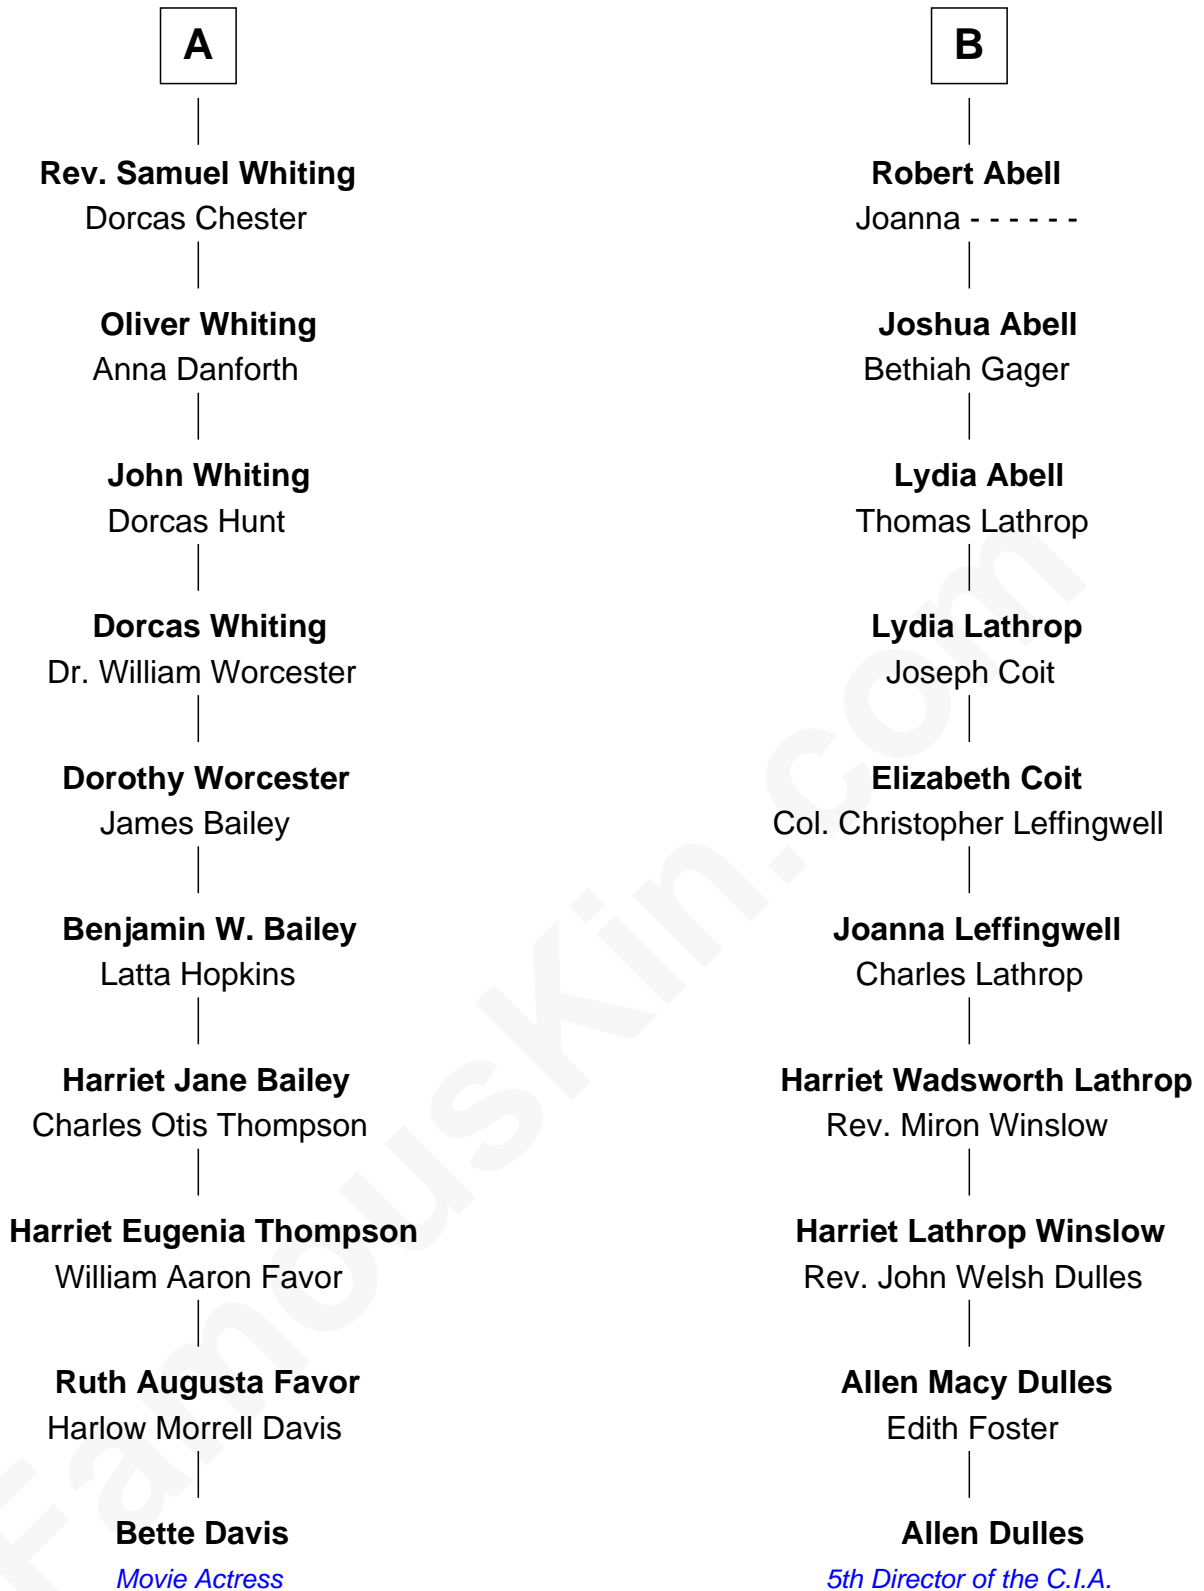 A
Rev. Samuel Whiting
Dorcas Chester
Oliver Whiting
Anna Danforth
John Whiting
Dorcas Hunt
Dorcas Whiting
Dr. William Worcester
Dorothy Worcester
James Bailey
Benjamin W. Bailey
Latta Hopkins
Harriet Jane Bailey
Charles Otis Thompson
Harriet Eugenia Thompson
William Aaron Favor
Ruth Augusta Favor
Harlow Morrell Davis
Bette Davis
Movie Actress
B
Robert Abell
Joanna - - - - - -
Joshua Abell
Bethiah Gager
Lydia Abell
Thomas Lathrop
Lydia Lathrop
Joseph Coit
Elizabeth Coit
Col. Christopher Leffingwell
Joanna Leffingwell
Charles Lathrop
Harriet Wadsworth Lathrop
Rev. Miron Winslow
Harriet Lathrop Winslow
Rev. John Welsh Dulles
Allen Macy Dulles
Edith Foster
Allen Dulles
5th Director of the C.I.A.
FamousKin.com